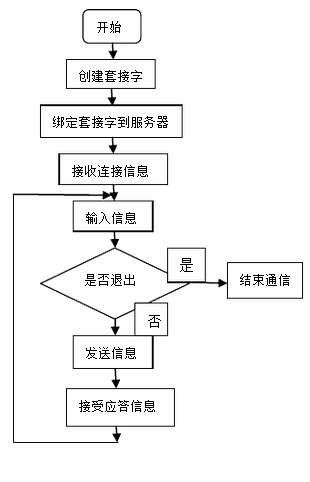 开始
创建套接字
绑定套接字到服务器
接收连接信息
输入信息
是
是否退出
结束通信
否
发送信息
接受应答信息